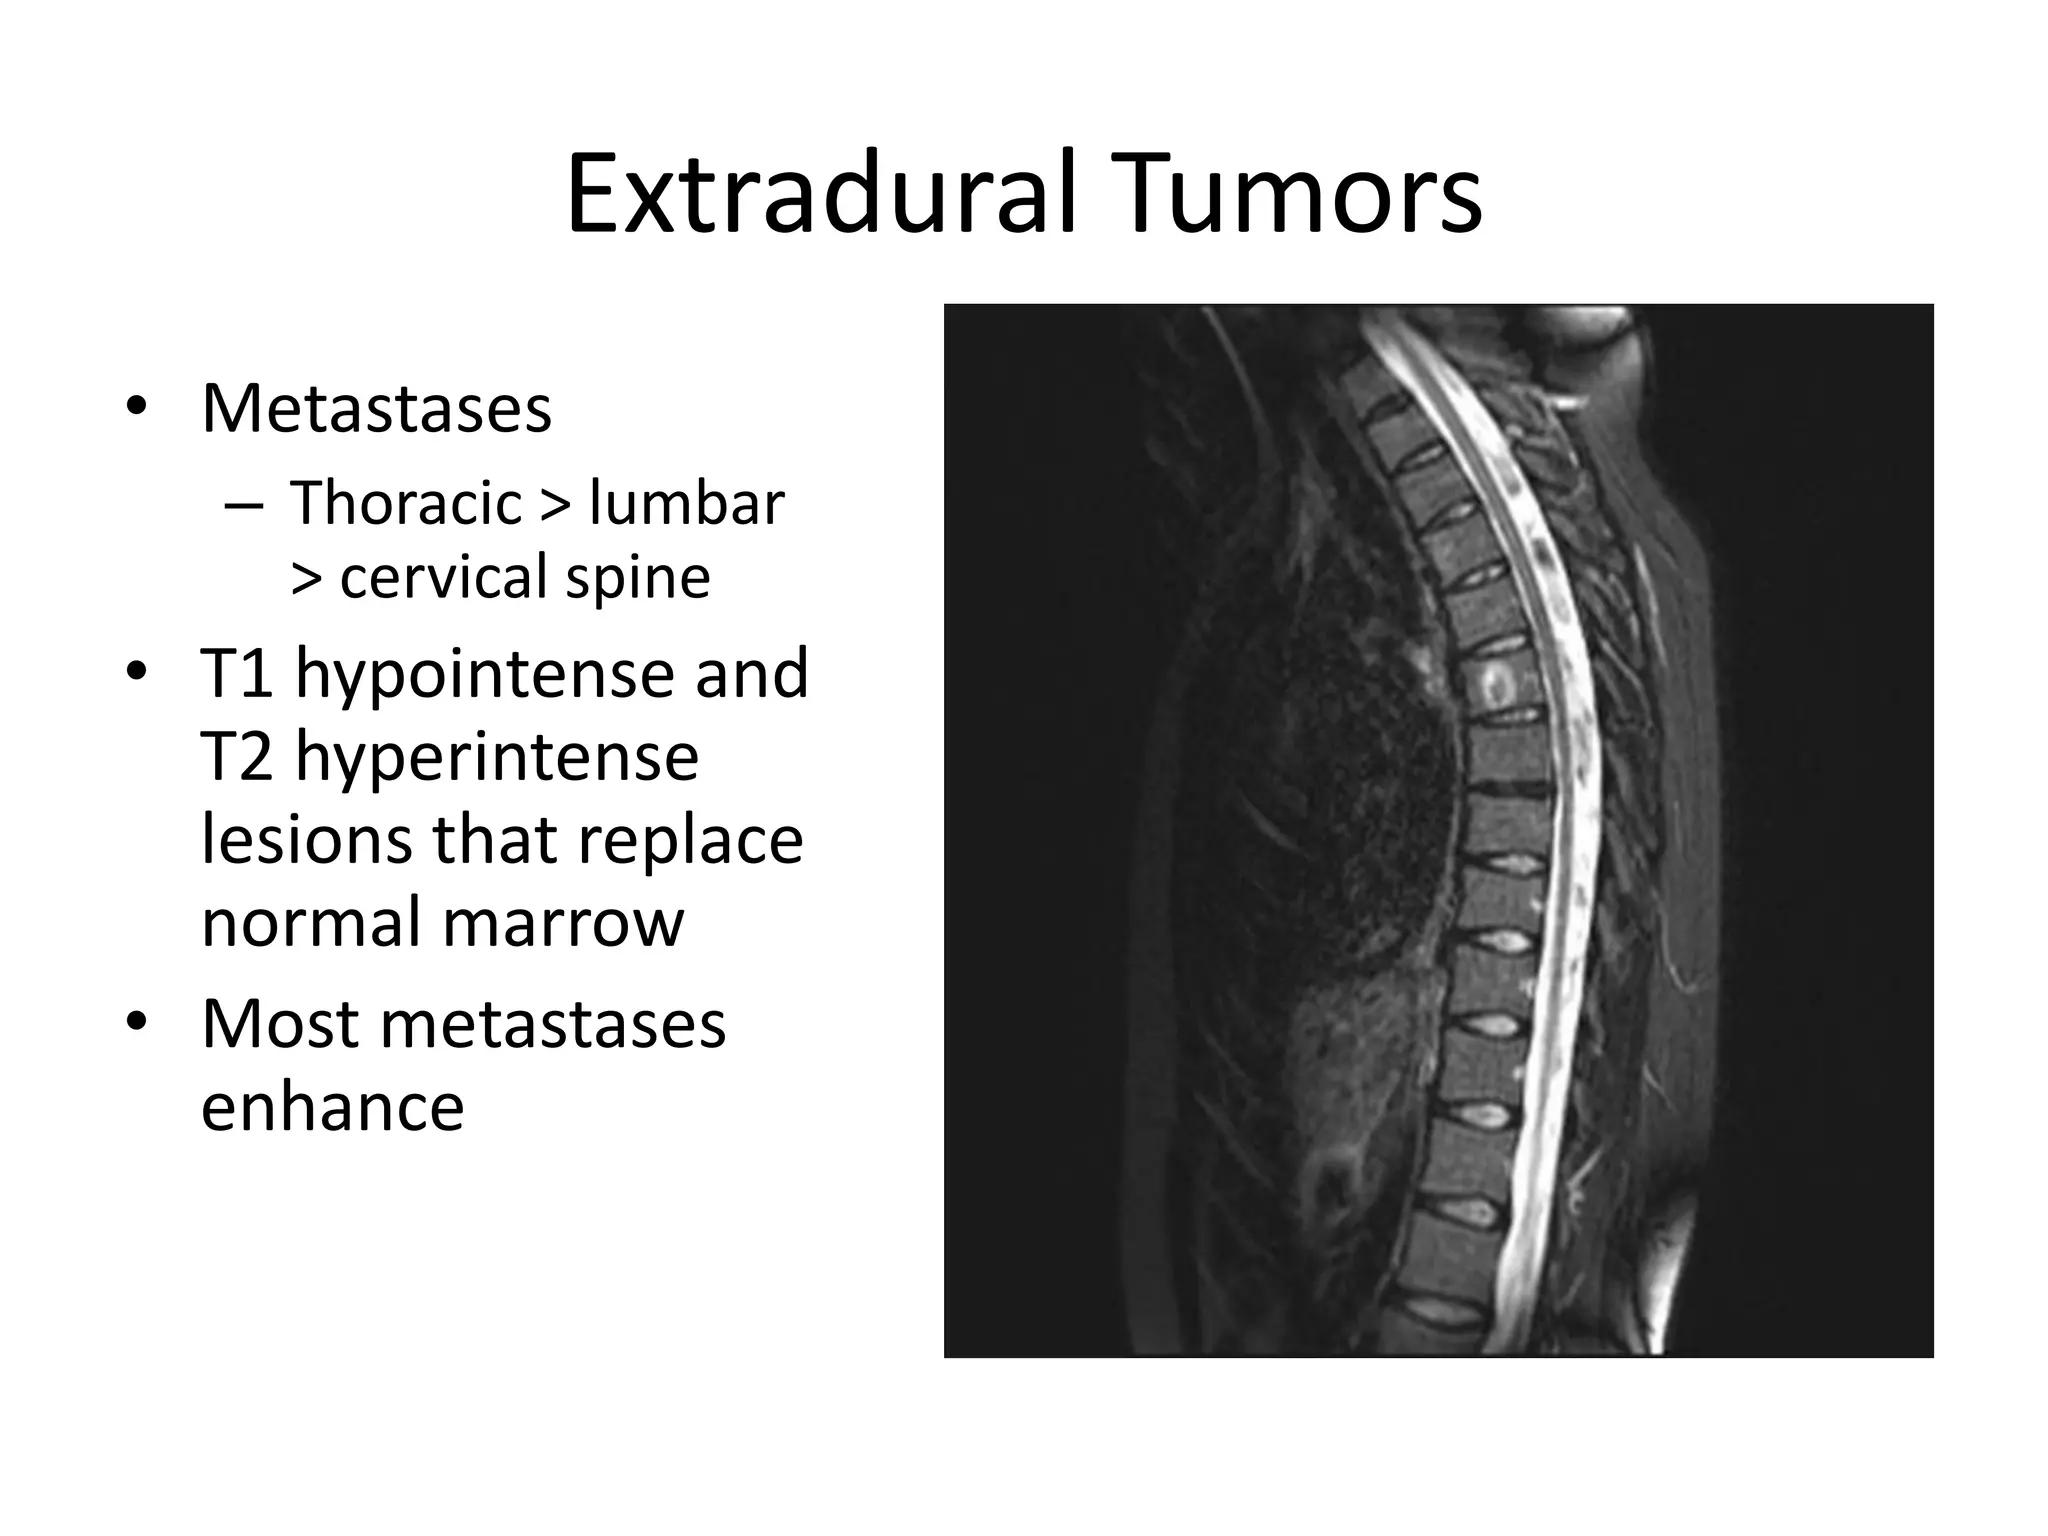 Extradural Tumors
• Metastases
– Thoracic > lumbar
> cervical spine
• T1 hypointense and
T2 hyperintense
lesions that replace
normal marrow
• Most metastases
enhance